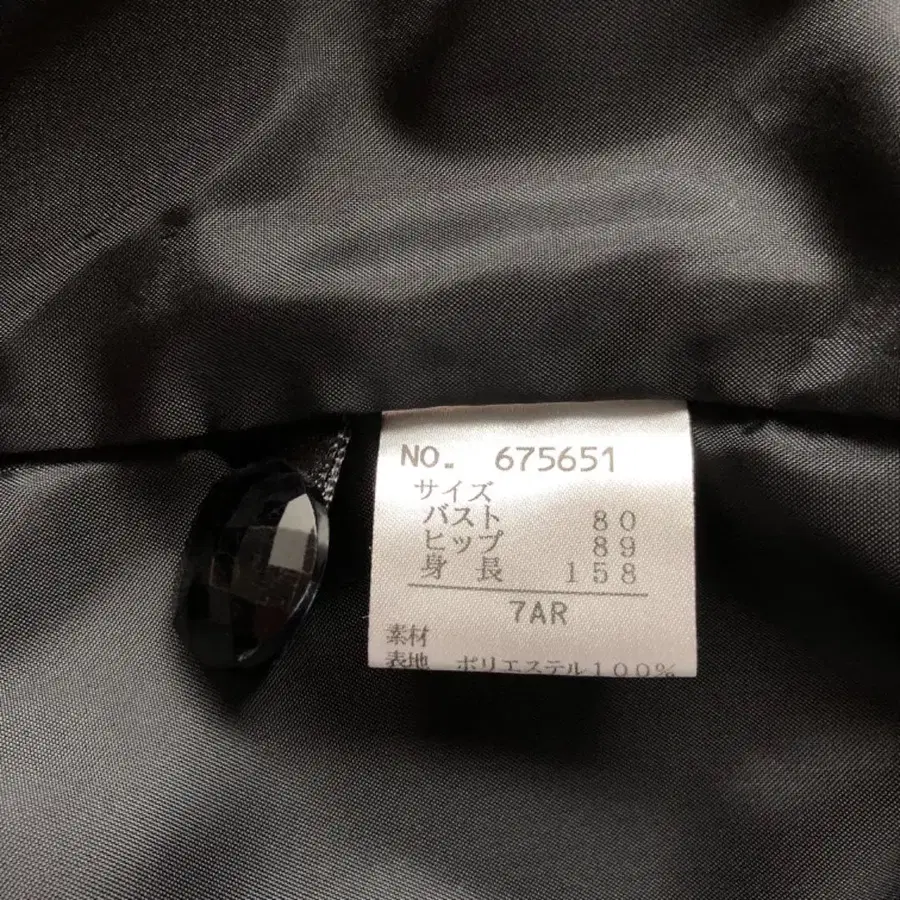 NO. 675651
サイズ
バスト 80
ヒップ 89
身長 158
7AR
素材
表地 ポリエステル100%